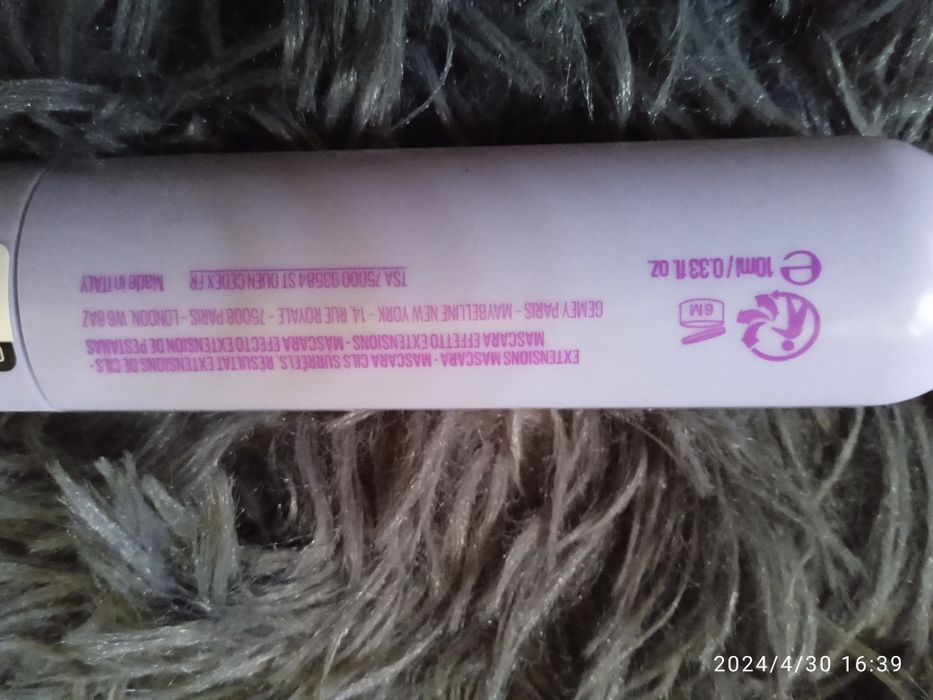 EXTENSIONS MASCARA • MASCARA CILS SURRÉELS, RÉSULTAT EXTENSIONS DE CILS •
MASCARA EFFETTO EXTENSIONS • MASCARA EFECTO EXTENSION DE PESTANAS
GEMEY PARIS - MAYBELLINE NEW YORK - 14, RUE ROYALE - 75008 PARIS - LONDON, W6 8AZ
TSA 75000 93584 ST OUEN CEDEX FR Made in ITALY
6M
e 10ml / 0.33 fl. oz.
2024/4/30 16:39